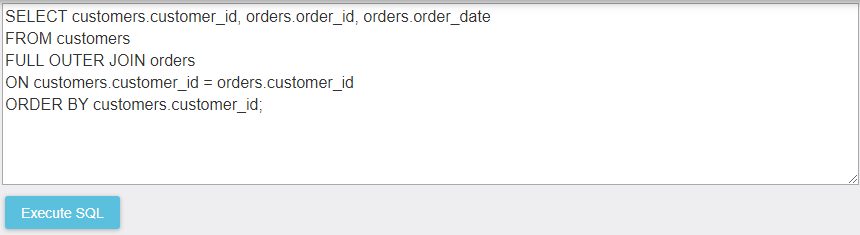 SELECT customers.customer_id, orders.order_id, orders.order_date
FROM customers
FULL OUTER JOIN orders
ON customers.customer_id = orders.customer_id
ORDER BY customers.customer_id;
Execute SQL